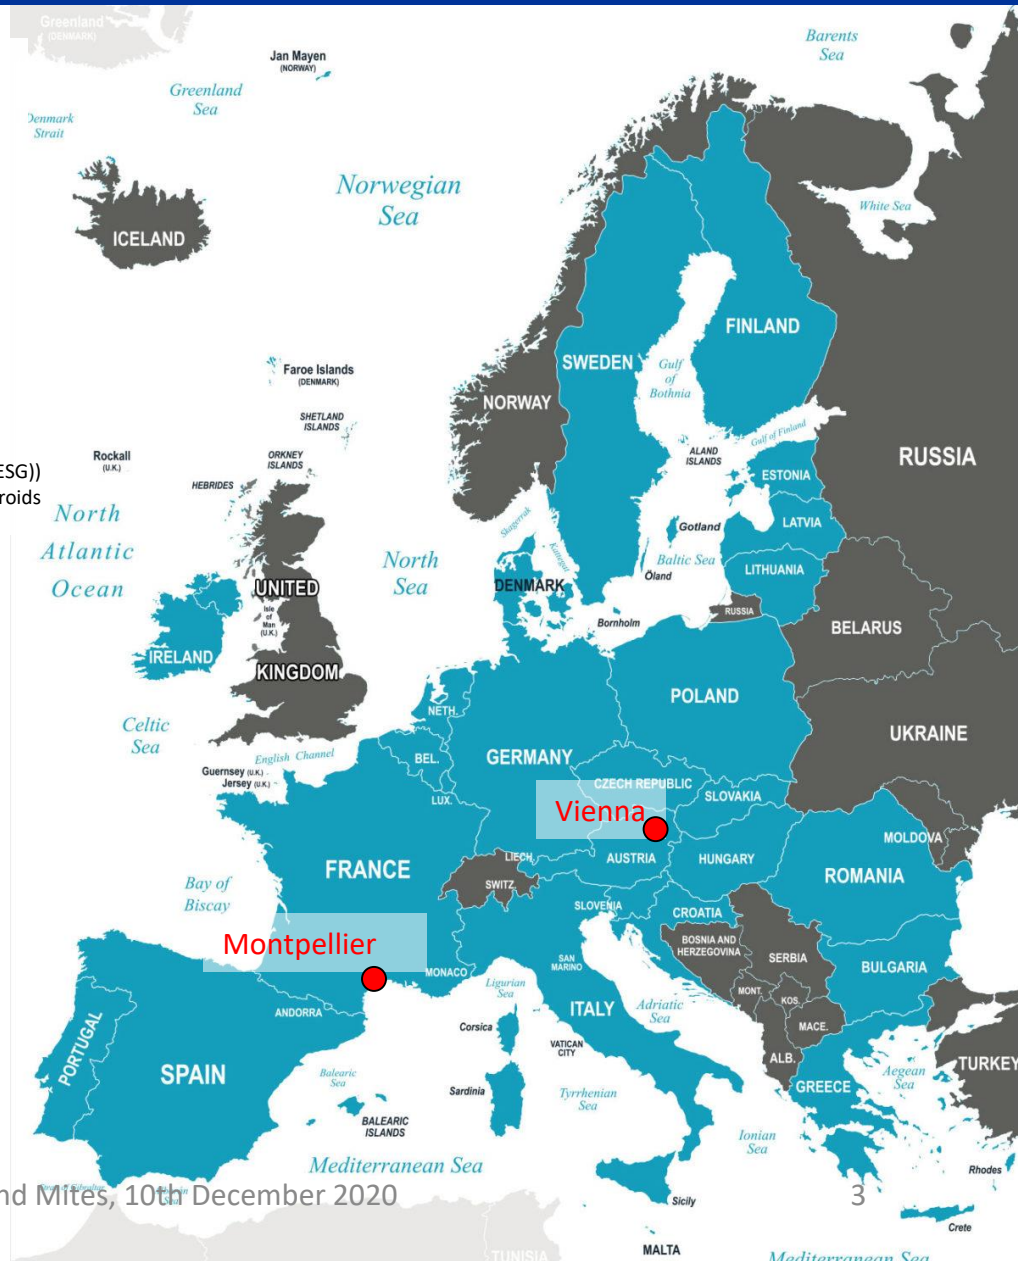 Greenland
(DENMARK)
Jan Mayen
(NORWAY)
Barents
Sea
Greenland
Sea
Denmark
Strait
Norwegian
Sea
White Sea
ICELAND
FINLAND
SWEDEN
Gulf
of
Bothnia
Faroe Islands
(DENMARK)
NORWAY
SHETLAND
ISLANDS
Gulf of Finland
Rockall
(U.K.)
ORKNEY
ISLANDS
ALAND
ISLANDS
RUSSIA
ESG))
roids
HEBRIDES
ESTONIA
North
Atlantic
Ocean
Skagerrak
Kattegat
Gotland
LATVIA
North
Sea
Baltic Sea
Öland
LITHUANIA
UNITED
KINGDOM
DENMARK
Isle
of
Man
(U.K.)
RUSSIA
Bornholm
BELARUS
IRELAND
POLAND
NETH.
Celtic
Sea
UKRAINE
English Channel
BEL.
GERMANY
Guernsey (U.K.)
Jersey (U.K.)
CZECH REPUBLIC
SLOVAKIA
LUX.
Vienna
MOLDOVA
FRANCE
LIECH.
AUSTRIA
HUNGARY
ROMANIA
SWITZ.
Bay of
Biscay
SLOVENIA
CROATIA
Montpellier
BOSNIA AND
HERZEGOVINA
SERBIA
SAN
MARINO
BULGARIA
MONACO
Ligurian
Sea
MONT.
KOS.
ANDORRA
ITALY
Adriatic
Sea
MACE.
Corsica
VATICAN
CITY
ALB.
PORTUGAL
SPAIN
Balearic
Sea
Sardinia
Tyrrhenian
Sea
GREECE
Aegean
Sea
TURKEY
BALEARIC
ISLANDS
Ionian
Sea
Mediterranean Sea
Rhodes
nd Mites, 10th December 2020
3
Sicily
Crete
MALTA
TUNISIA
Mediterranean Sea